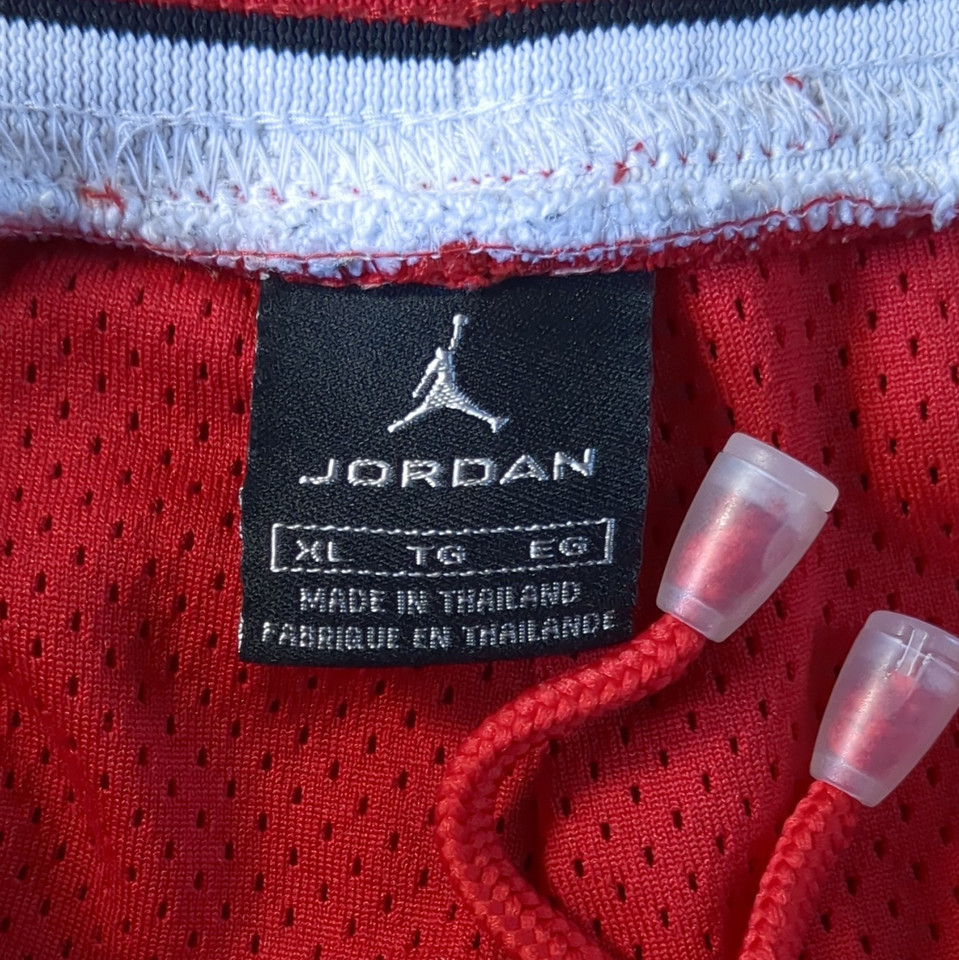 JORDAN
XL TG EG
MADE IN THAILAND
FABRIQUE EN THAILANDE